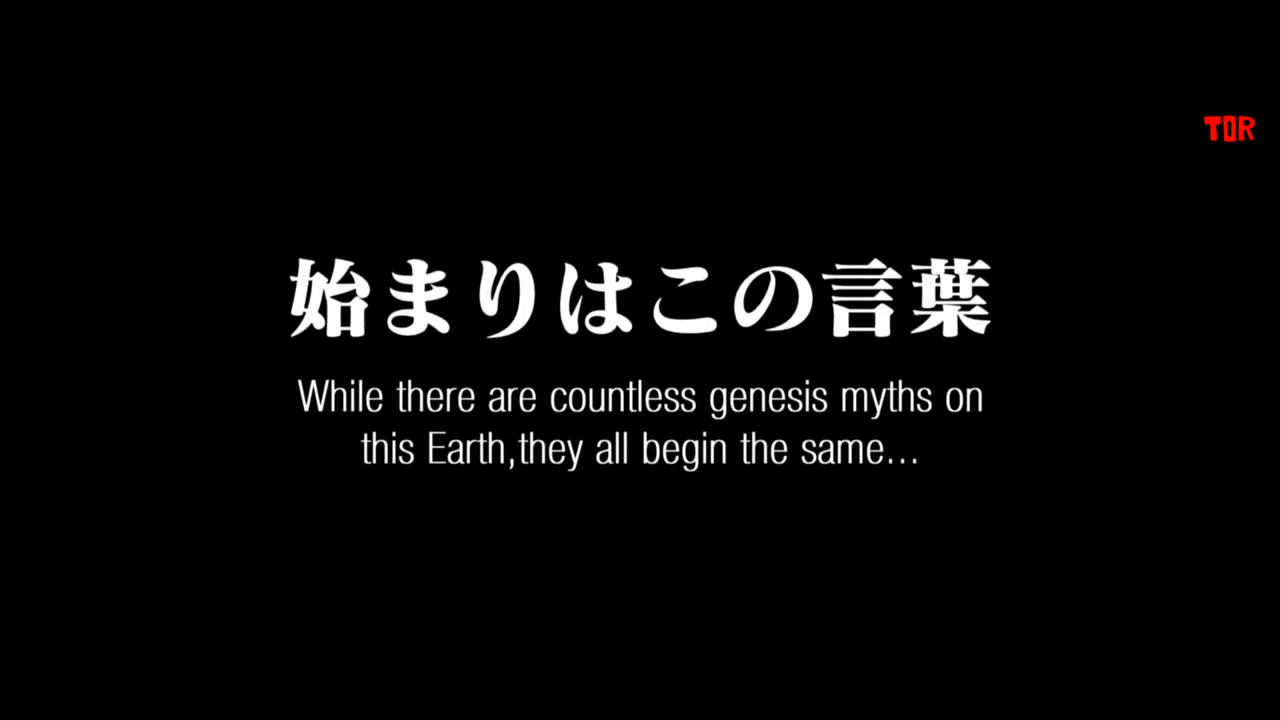 TOR
始まりはこの言葉
While there are countless genesis myths on
this Earth,they all begin the same...